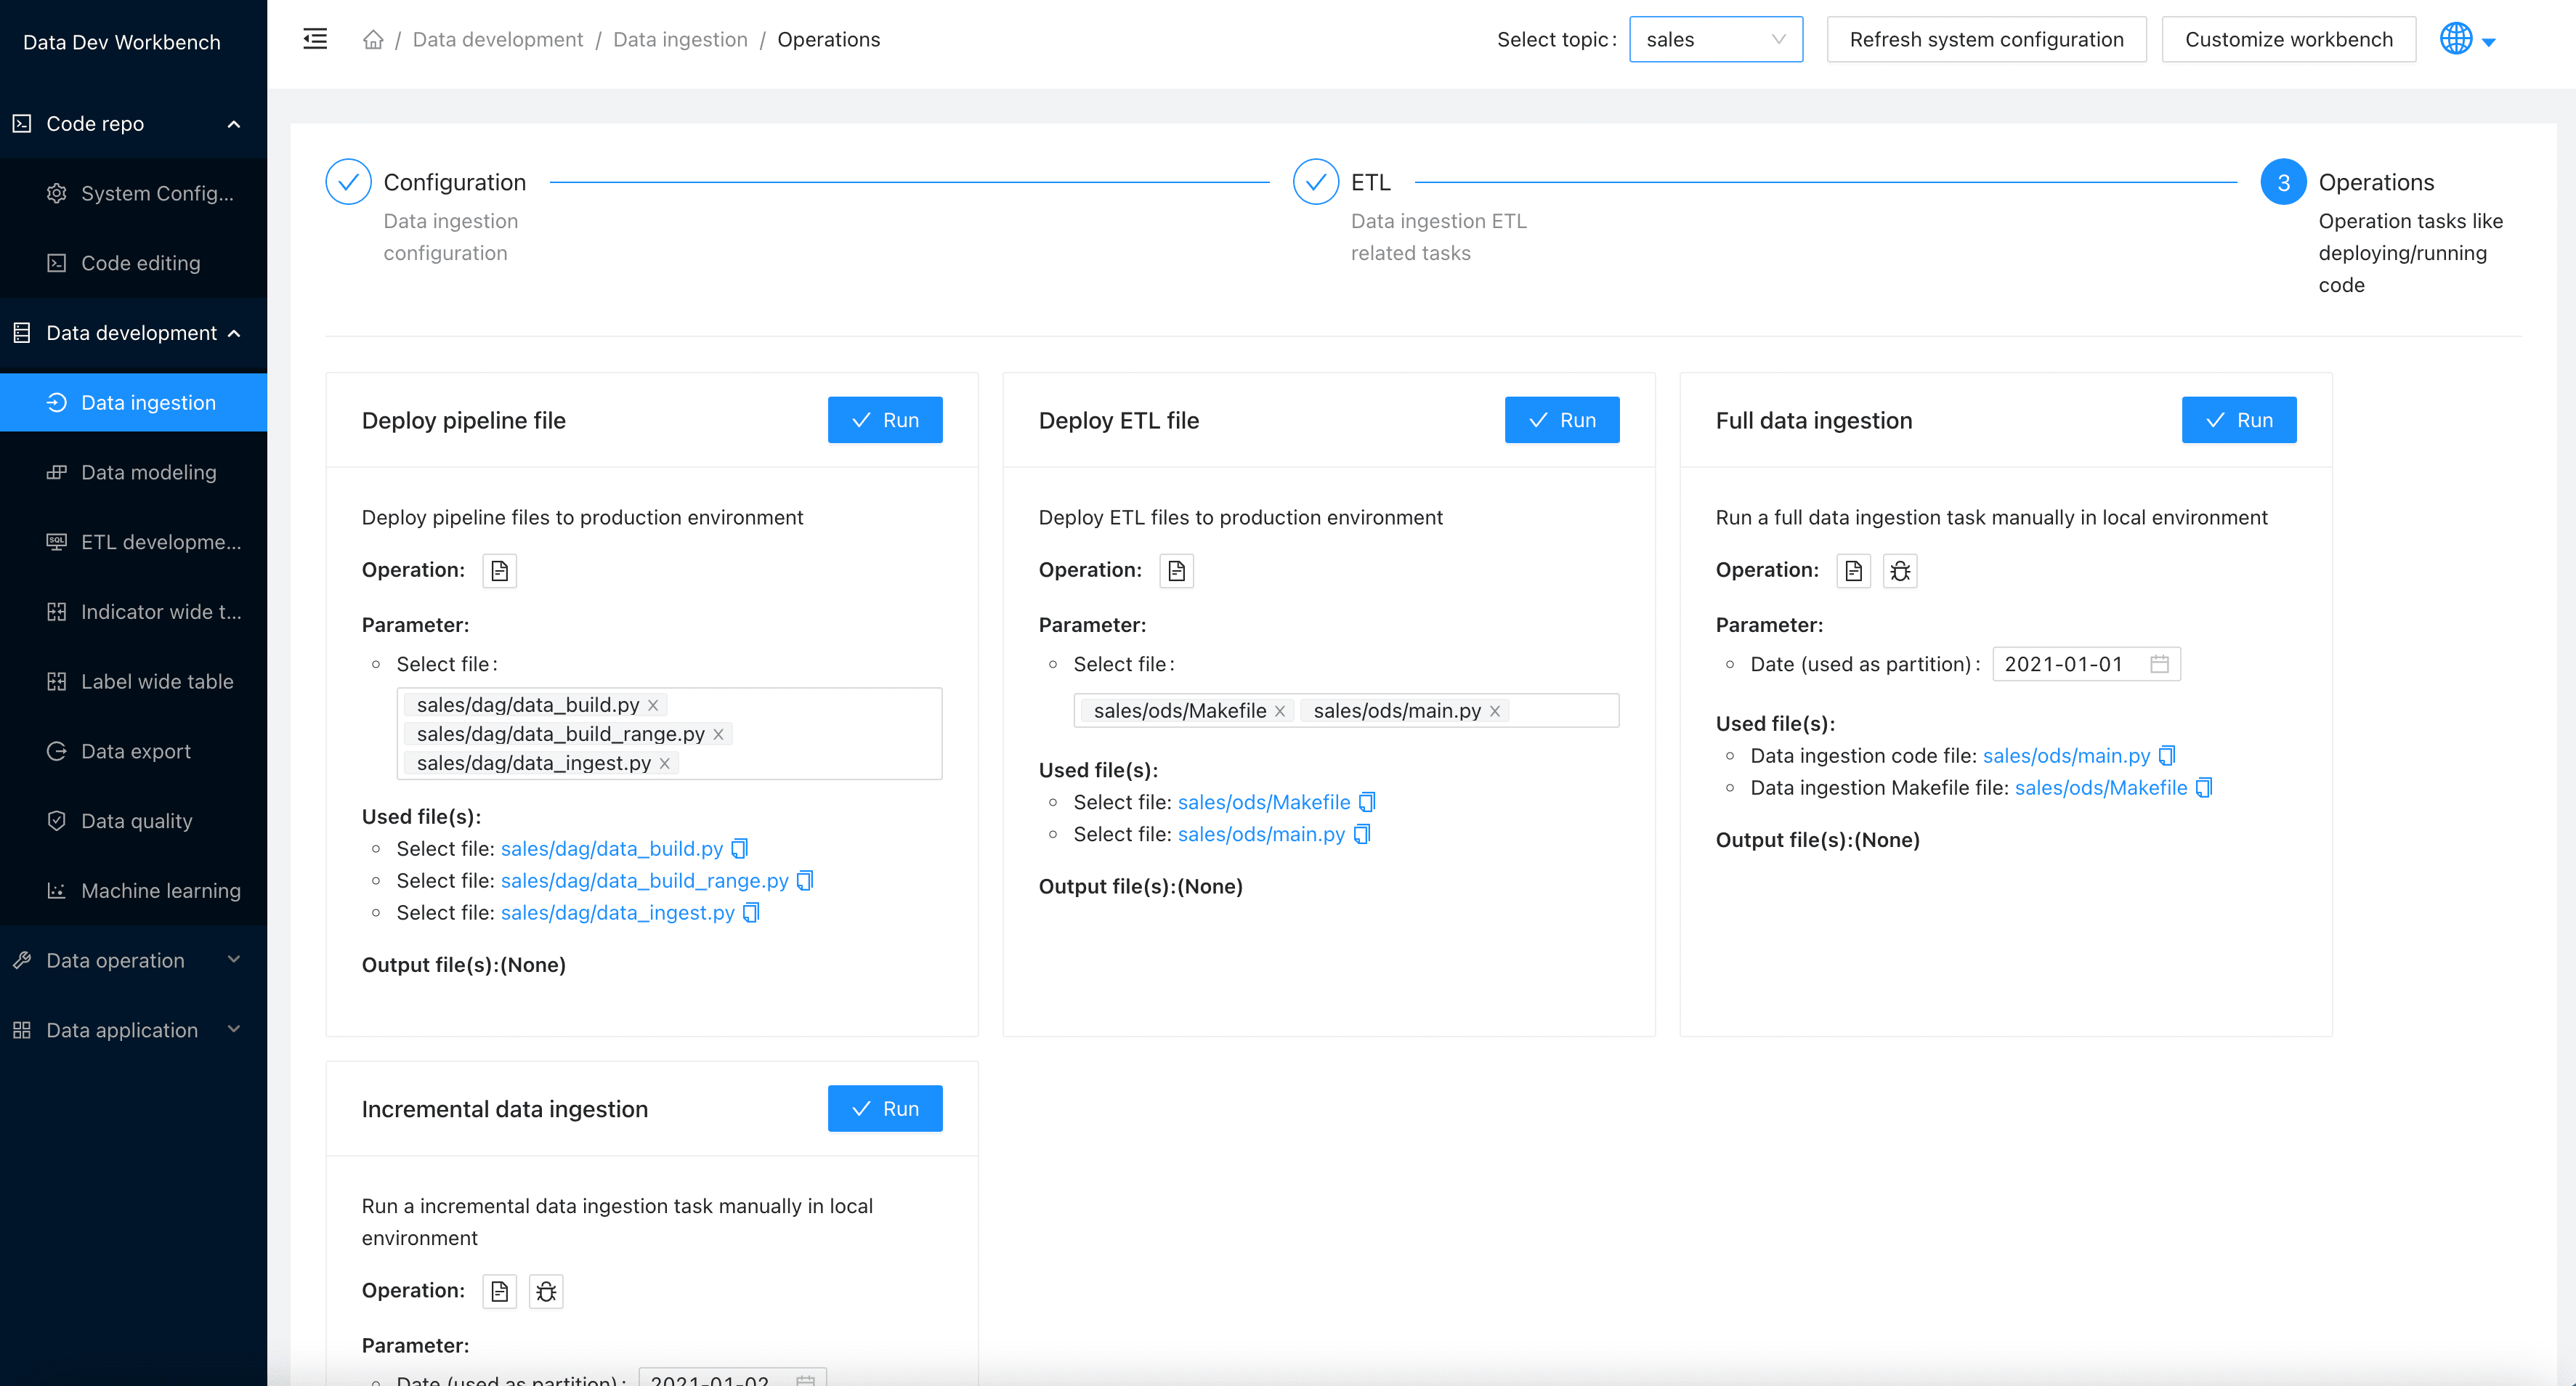 Data Dev Workbench
Code repo
System Config...
Code editing
Data development
Data ingestion
Data modeling
SQL
ETL developme...
Indicator wide t...
Label wide table
Data export
Data quality
Machine learning
Data operation
Data application
/ Data development / Data ingestion / Operations
Select topic:
sales
Refresh system configuration
Customize workbench
Configuration
Data ingestion
configuration
ETL
Data ingestion ETL
related tasks
3
Operations
Operation tasks like
deploying/running
code
Deploy pipeline file
Run
Deploy pipeline files to production environment
Operation:
Parameter:
Select file:
sales/dag/data_build.py
sales/dag/data_build_range.py
sales/dag/data_ingest.py
Used file(s):
Select file: sales/dag/data_build.py
Select file: sales/dag/data_build_range.py
Select file: sales/dag/data_ingest.py
Output file(s):(None)
Deploy ETL file
Run
Deploy ETL files to production environment
Operation:
Parameter:
Select file:
sales/ods/Makefile sales/ods/main.py
Used file(s):
Select file: sales/ods/Makefile
Select file: sales/ods/main.py
Output file(s):(None)
Full data ingestion
Run
Run a full data ingestion task manually in local environment
Operation:
Parameter:
Date (used as partition): 2021-01-01
Used file(s):
Data ingestion code file: sales/ods/main.py
Data ingestion Makefile file: sales/ods/Makefile
Output file(s):(None)
Incremental data ingestion
Run
Run a incremental data ingestion task manually in local
environment
Operation:
Parameter:
Date (used as partition): 2021-01-02